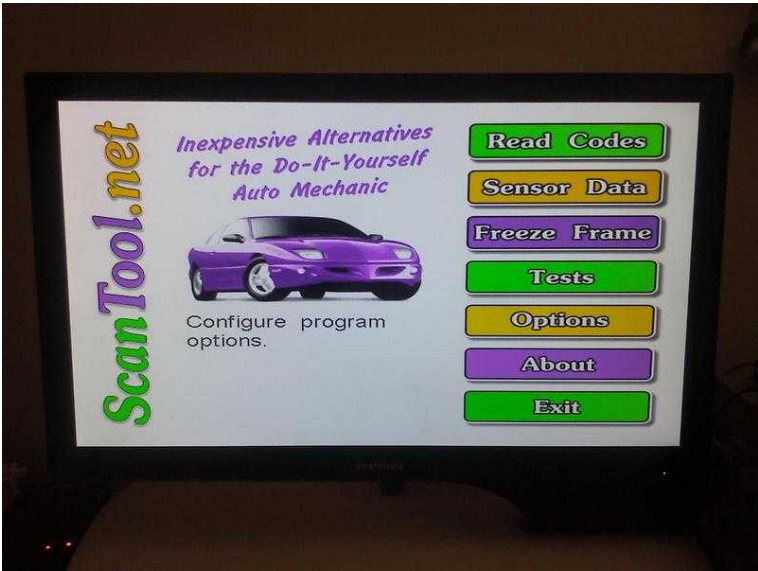 ScanTool.net
Inexpensive Alternatives
for the Do-It-Yourself
Auto Mechanic
Configure program
options.
Read Codes
Sensor Data
Freeze Frame
Tests
Options
About
Exit
SAMSUNG